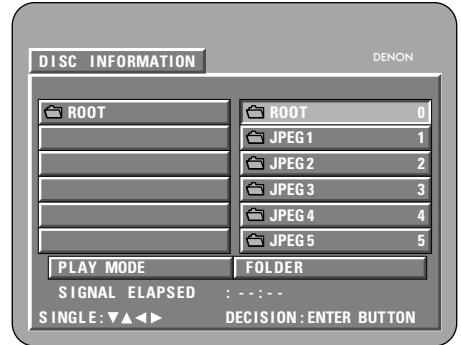 DISC INFORMATION DENON
ROOT ROOT 0
JPEG1 1
JPEG2 2
JPEG3 3
JPEG4 4
JPEG5 5
PLAY MODE FOLDER
SIGNAL ELAPSED :--:--
SINGLE:▼▲◄► DECISION:ENTER BUTTON